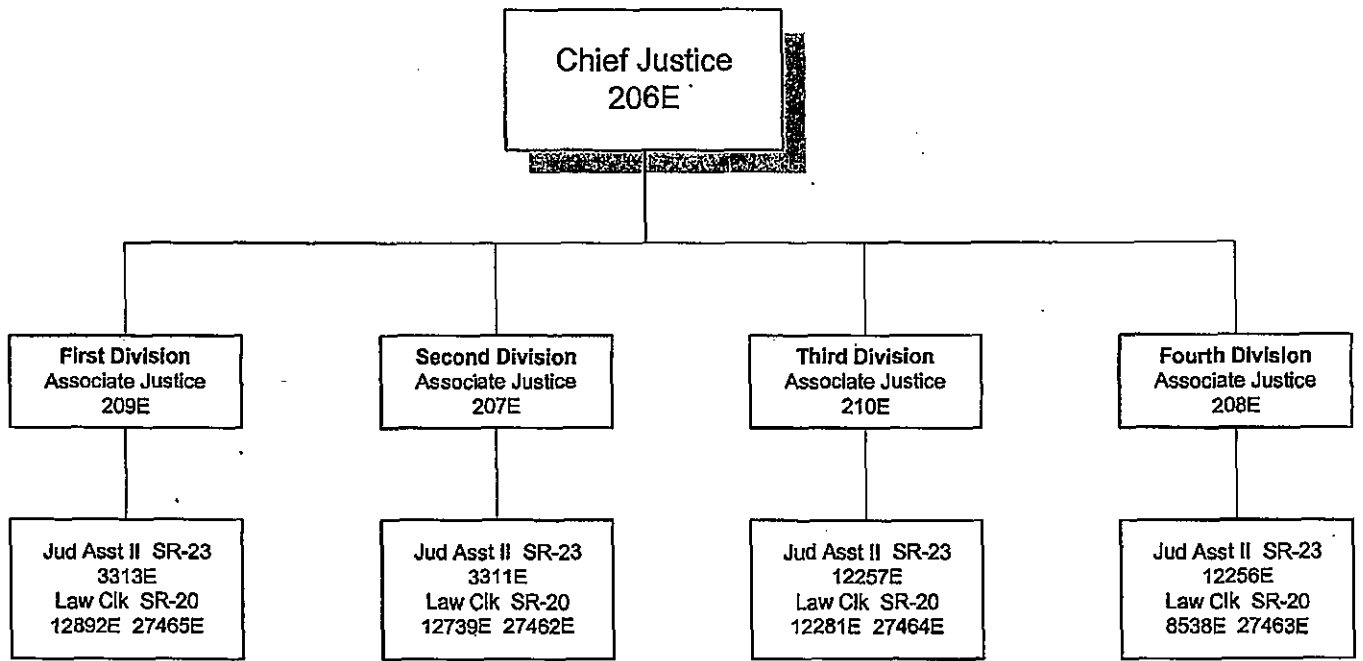 Chief Justice
206E
First Division
Associate Justice
209E
Second Division
Associate Justice
207E
Third Division
Associate Justice
210E
Fourth Division
Associate Justice
208E
Jud Asst II SR-23
3313E
Law Clk SR-20
12892E 27465E
Jud Asst II SR-23
3311E
Law Clk SR-20
12739E 27462E
Jud Asst II SR-23
12257E
Law Clk SR-20
12281E 27464E
Jud Asst II SR-23
12256E
Law Clk SR-20
8538E 27463E